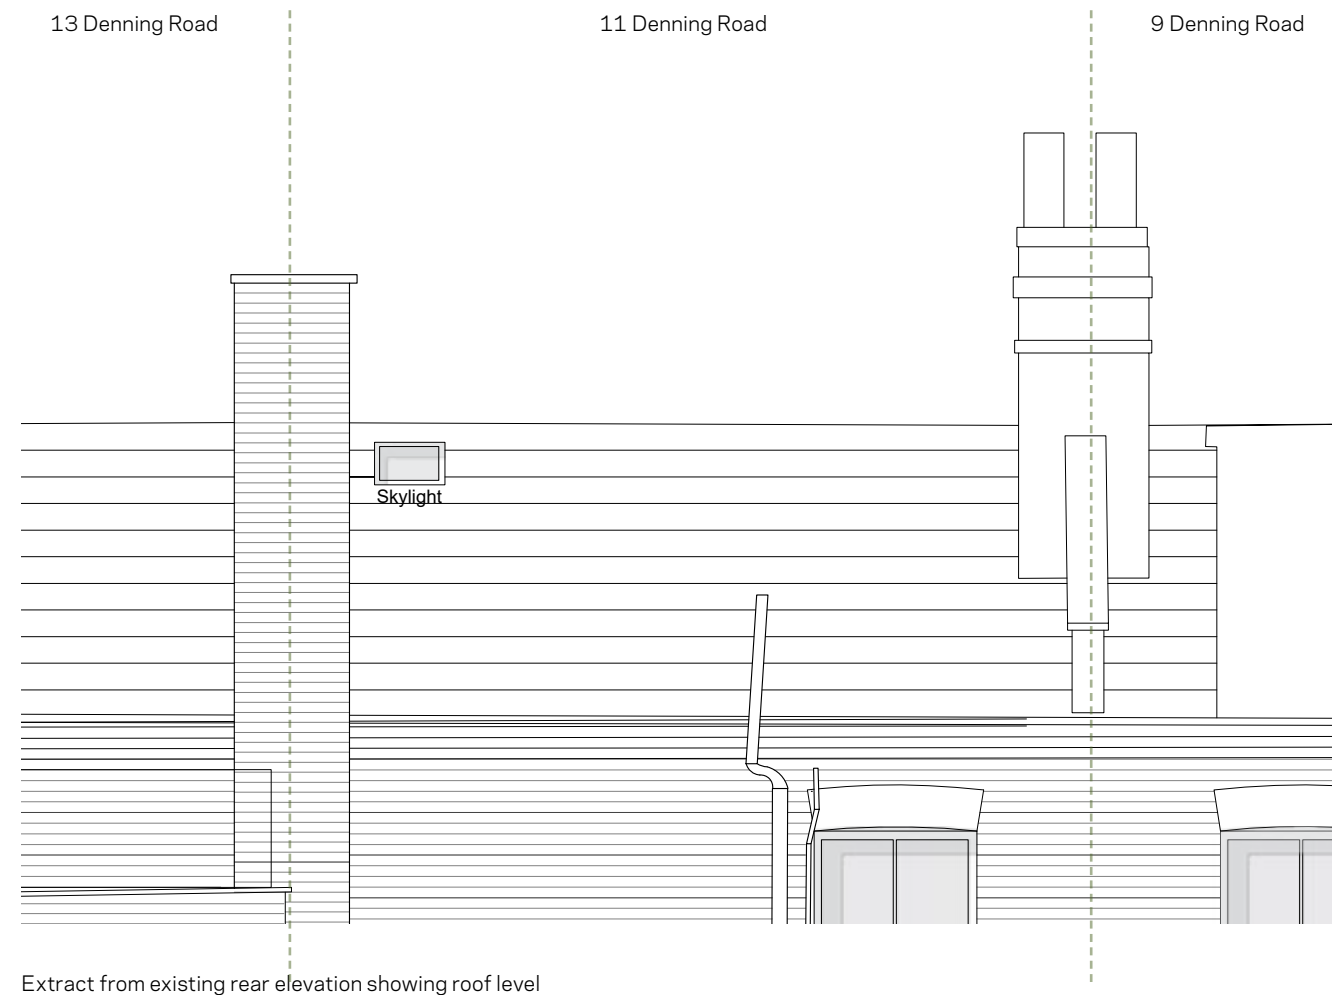 13 Denning Road
11 Denning Road
9 Denning Road
Skylight
Extract from existing rear elevation showing roof level